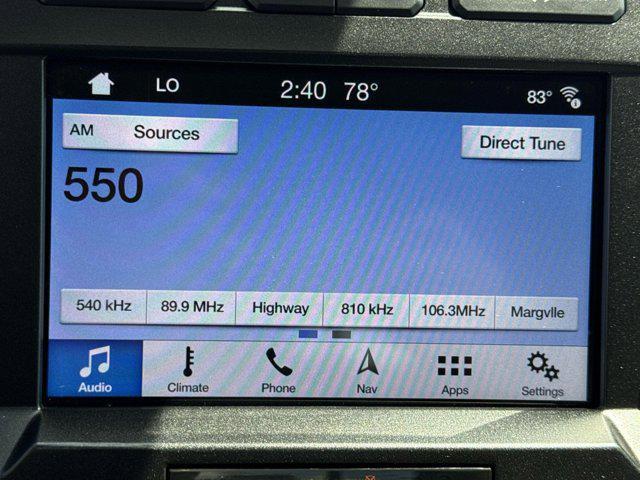 LO 2:40 78° 83°
AM Sources Direct Tune
550
540 kHz 89.9 MHz Highway 810 kHz 106.3MHz Margvlle
Audio Climate Phone Nav Apps Settings